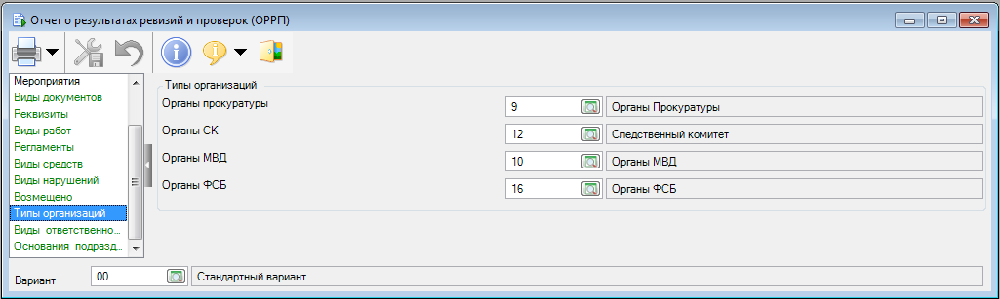 Отчет о результатах ревизий и проверок (ОРРП)
Мероприятия
Виды документов
Реквизиты
Виды работ
Регламенты
Виды средств
Виды нарушений
Возмещено
Типы организаций
Виды ответственно...
Основания подразд...
Типы организаций
Органы прокуратуры 9 Органы Прокуратуры
Органы СК 12 Следственный комитет
Органы МВД 10 Органы МВД
Органы ФСБ 16 Органы ФСБ
Вариант 00 Стандартный вариант